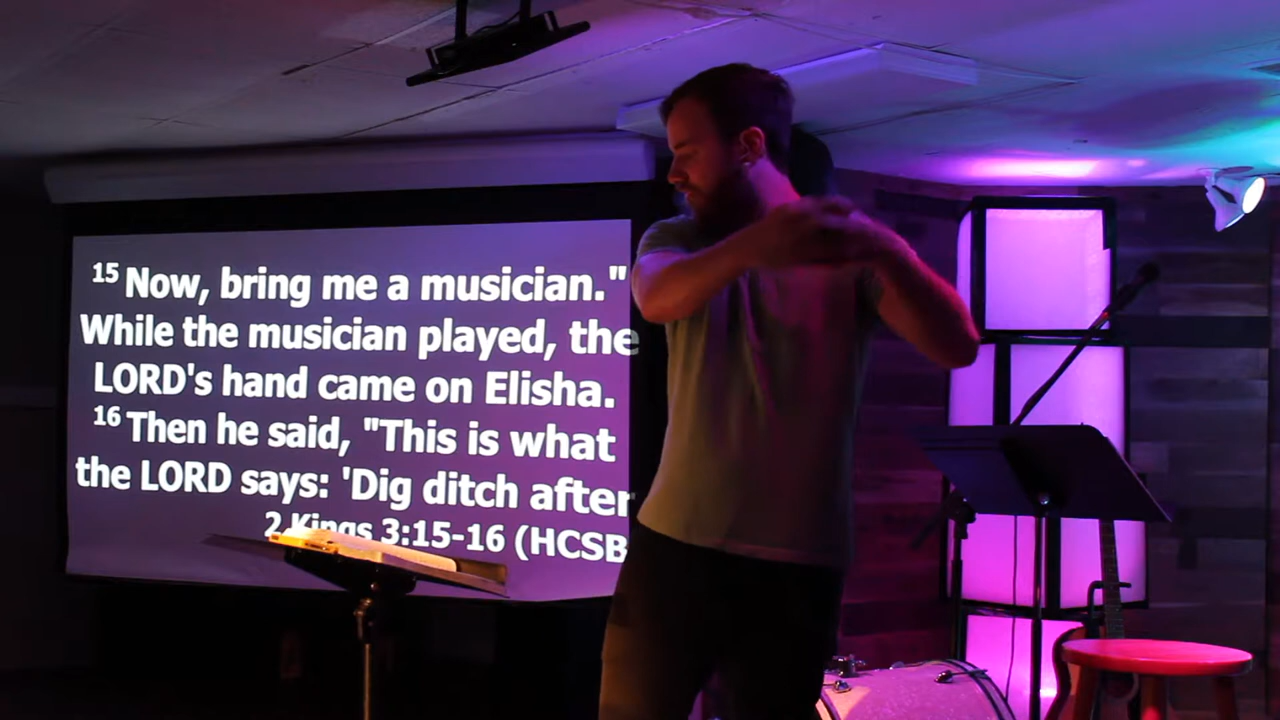 15 Now, bring me a musician."
While the musician played, the
LORD's hand came on Elisha.
16 Then he said, "This is what
the LORD says: 'Dig ditch after
2 Kings 3:15-16 (HCSB